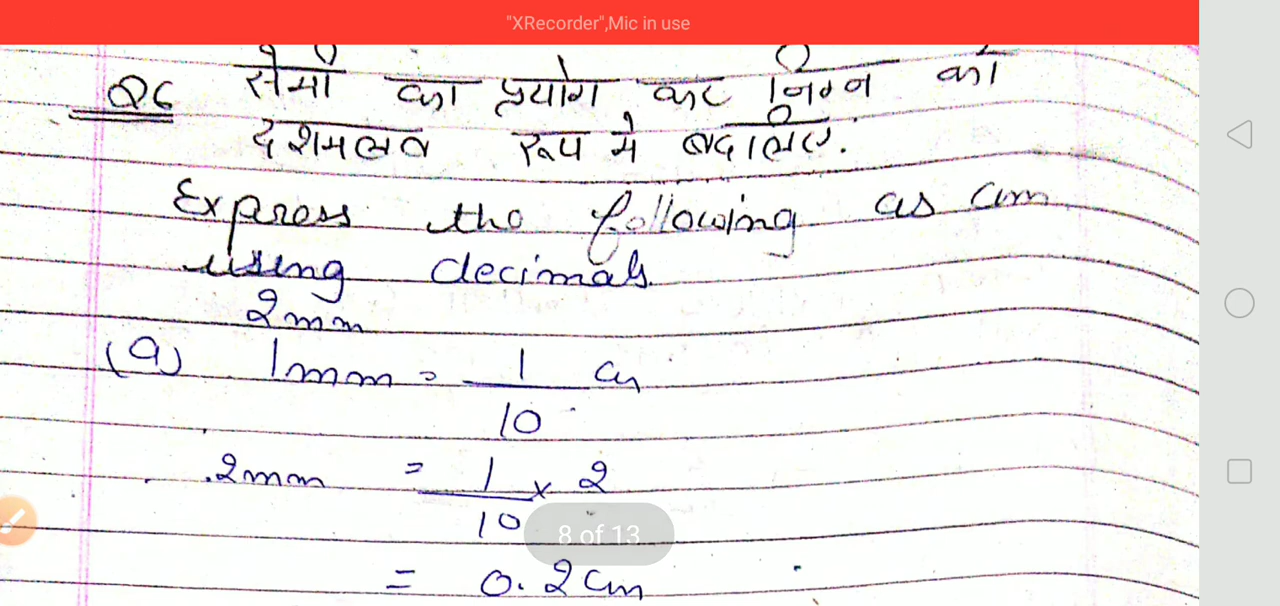 "XRecorder",Mic in use
Q6 सेमी का प्रयोग कर निम्न को
दशमलव रूप मे बदलिए.
Express the following as cm
using decimals.
2mm
(a) 1mm = 1/10 cm
2mm = 1/10 × 2
8 of 13
= 0.2cm